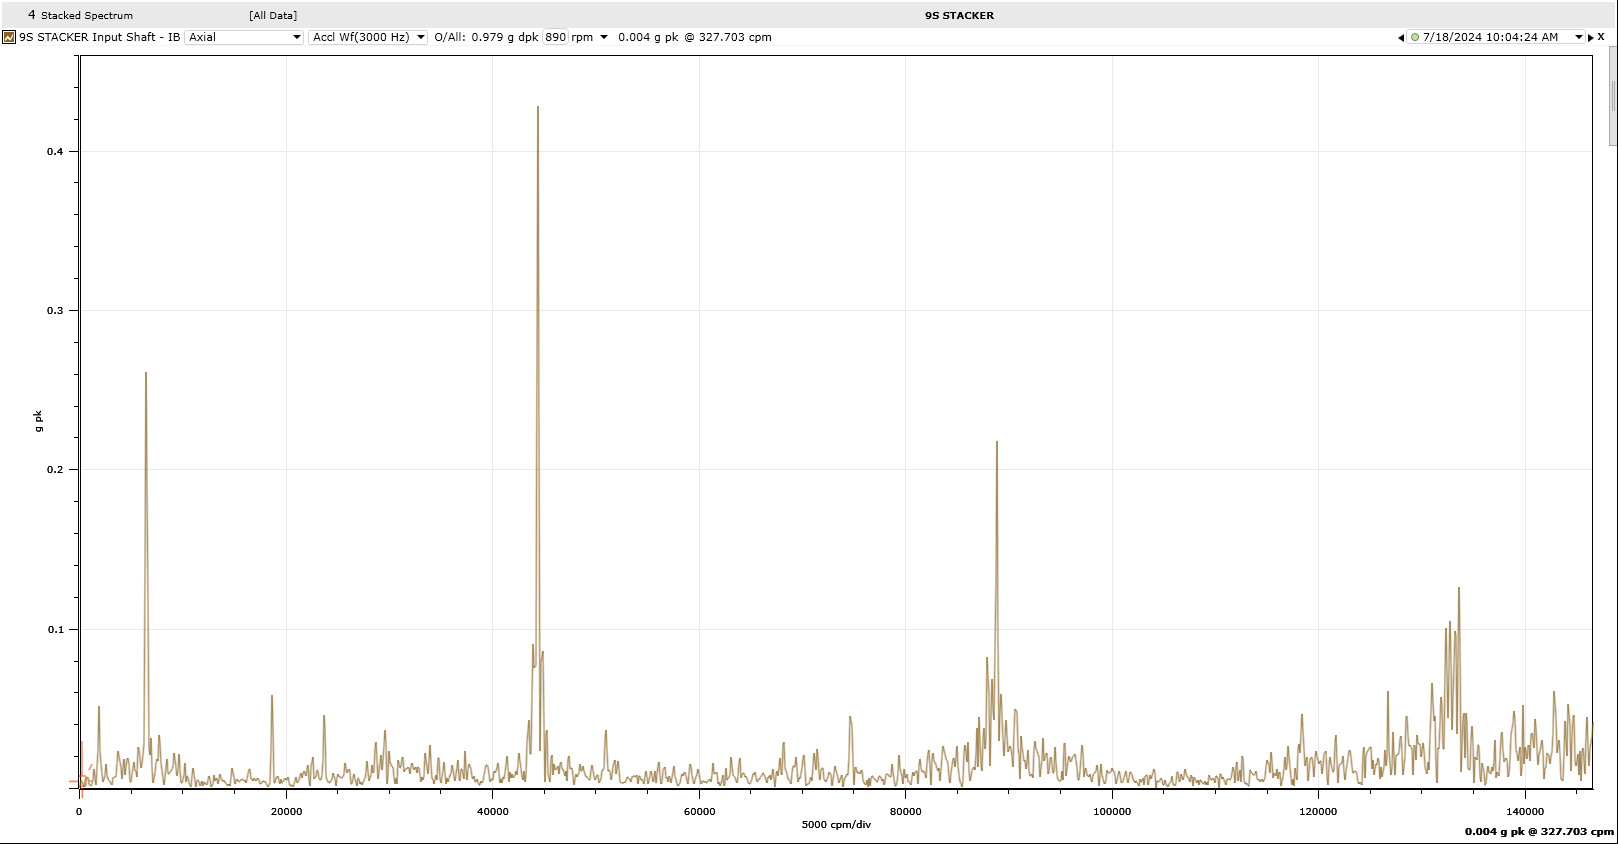 4 Stacked Spectrum [All Data] 9S STACKER
9S STACKER Input Shaft - IB Axial Accl Wf(3000 Hz) O/All: 0.979 g dpk 890 rpm 0.004 g pk @ 327.703 cpm 7/18/2024 10:04:24 AM X
0.4
0.3
g pk
0.2
0.1
0 20000 40000 60000 80000 100000 120000 140000
5000 cpm/div
0.004 g pk @ 327.703 cpm